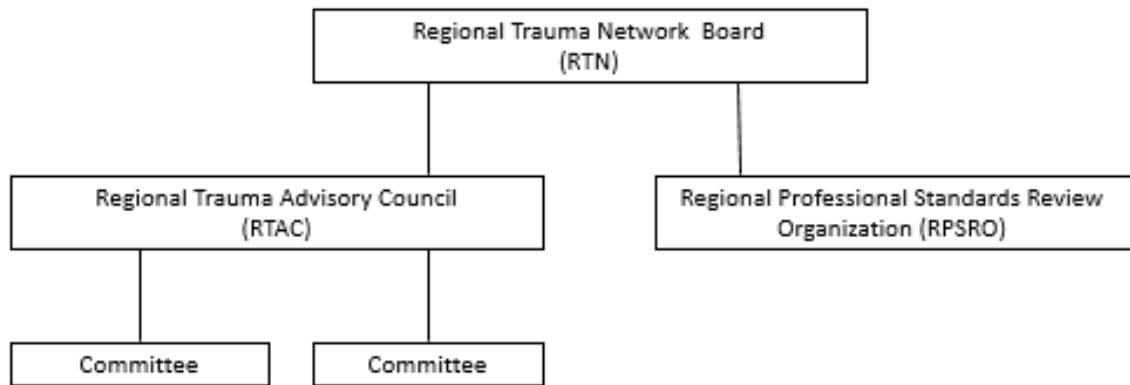 Regional Trauma Network Board
(RTN)
Regional Trauma Advisory Council
(RTAC)
Regional Professional Standards Review
Organization (RPSRO)
Committee
Committee